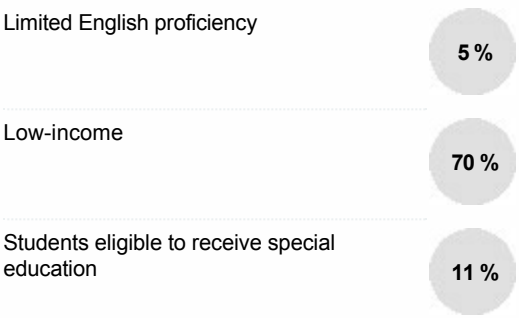 Limited English proficiency
5 %
Low-income
70 %
Students eligible to receive special
education
11 %